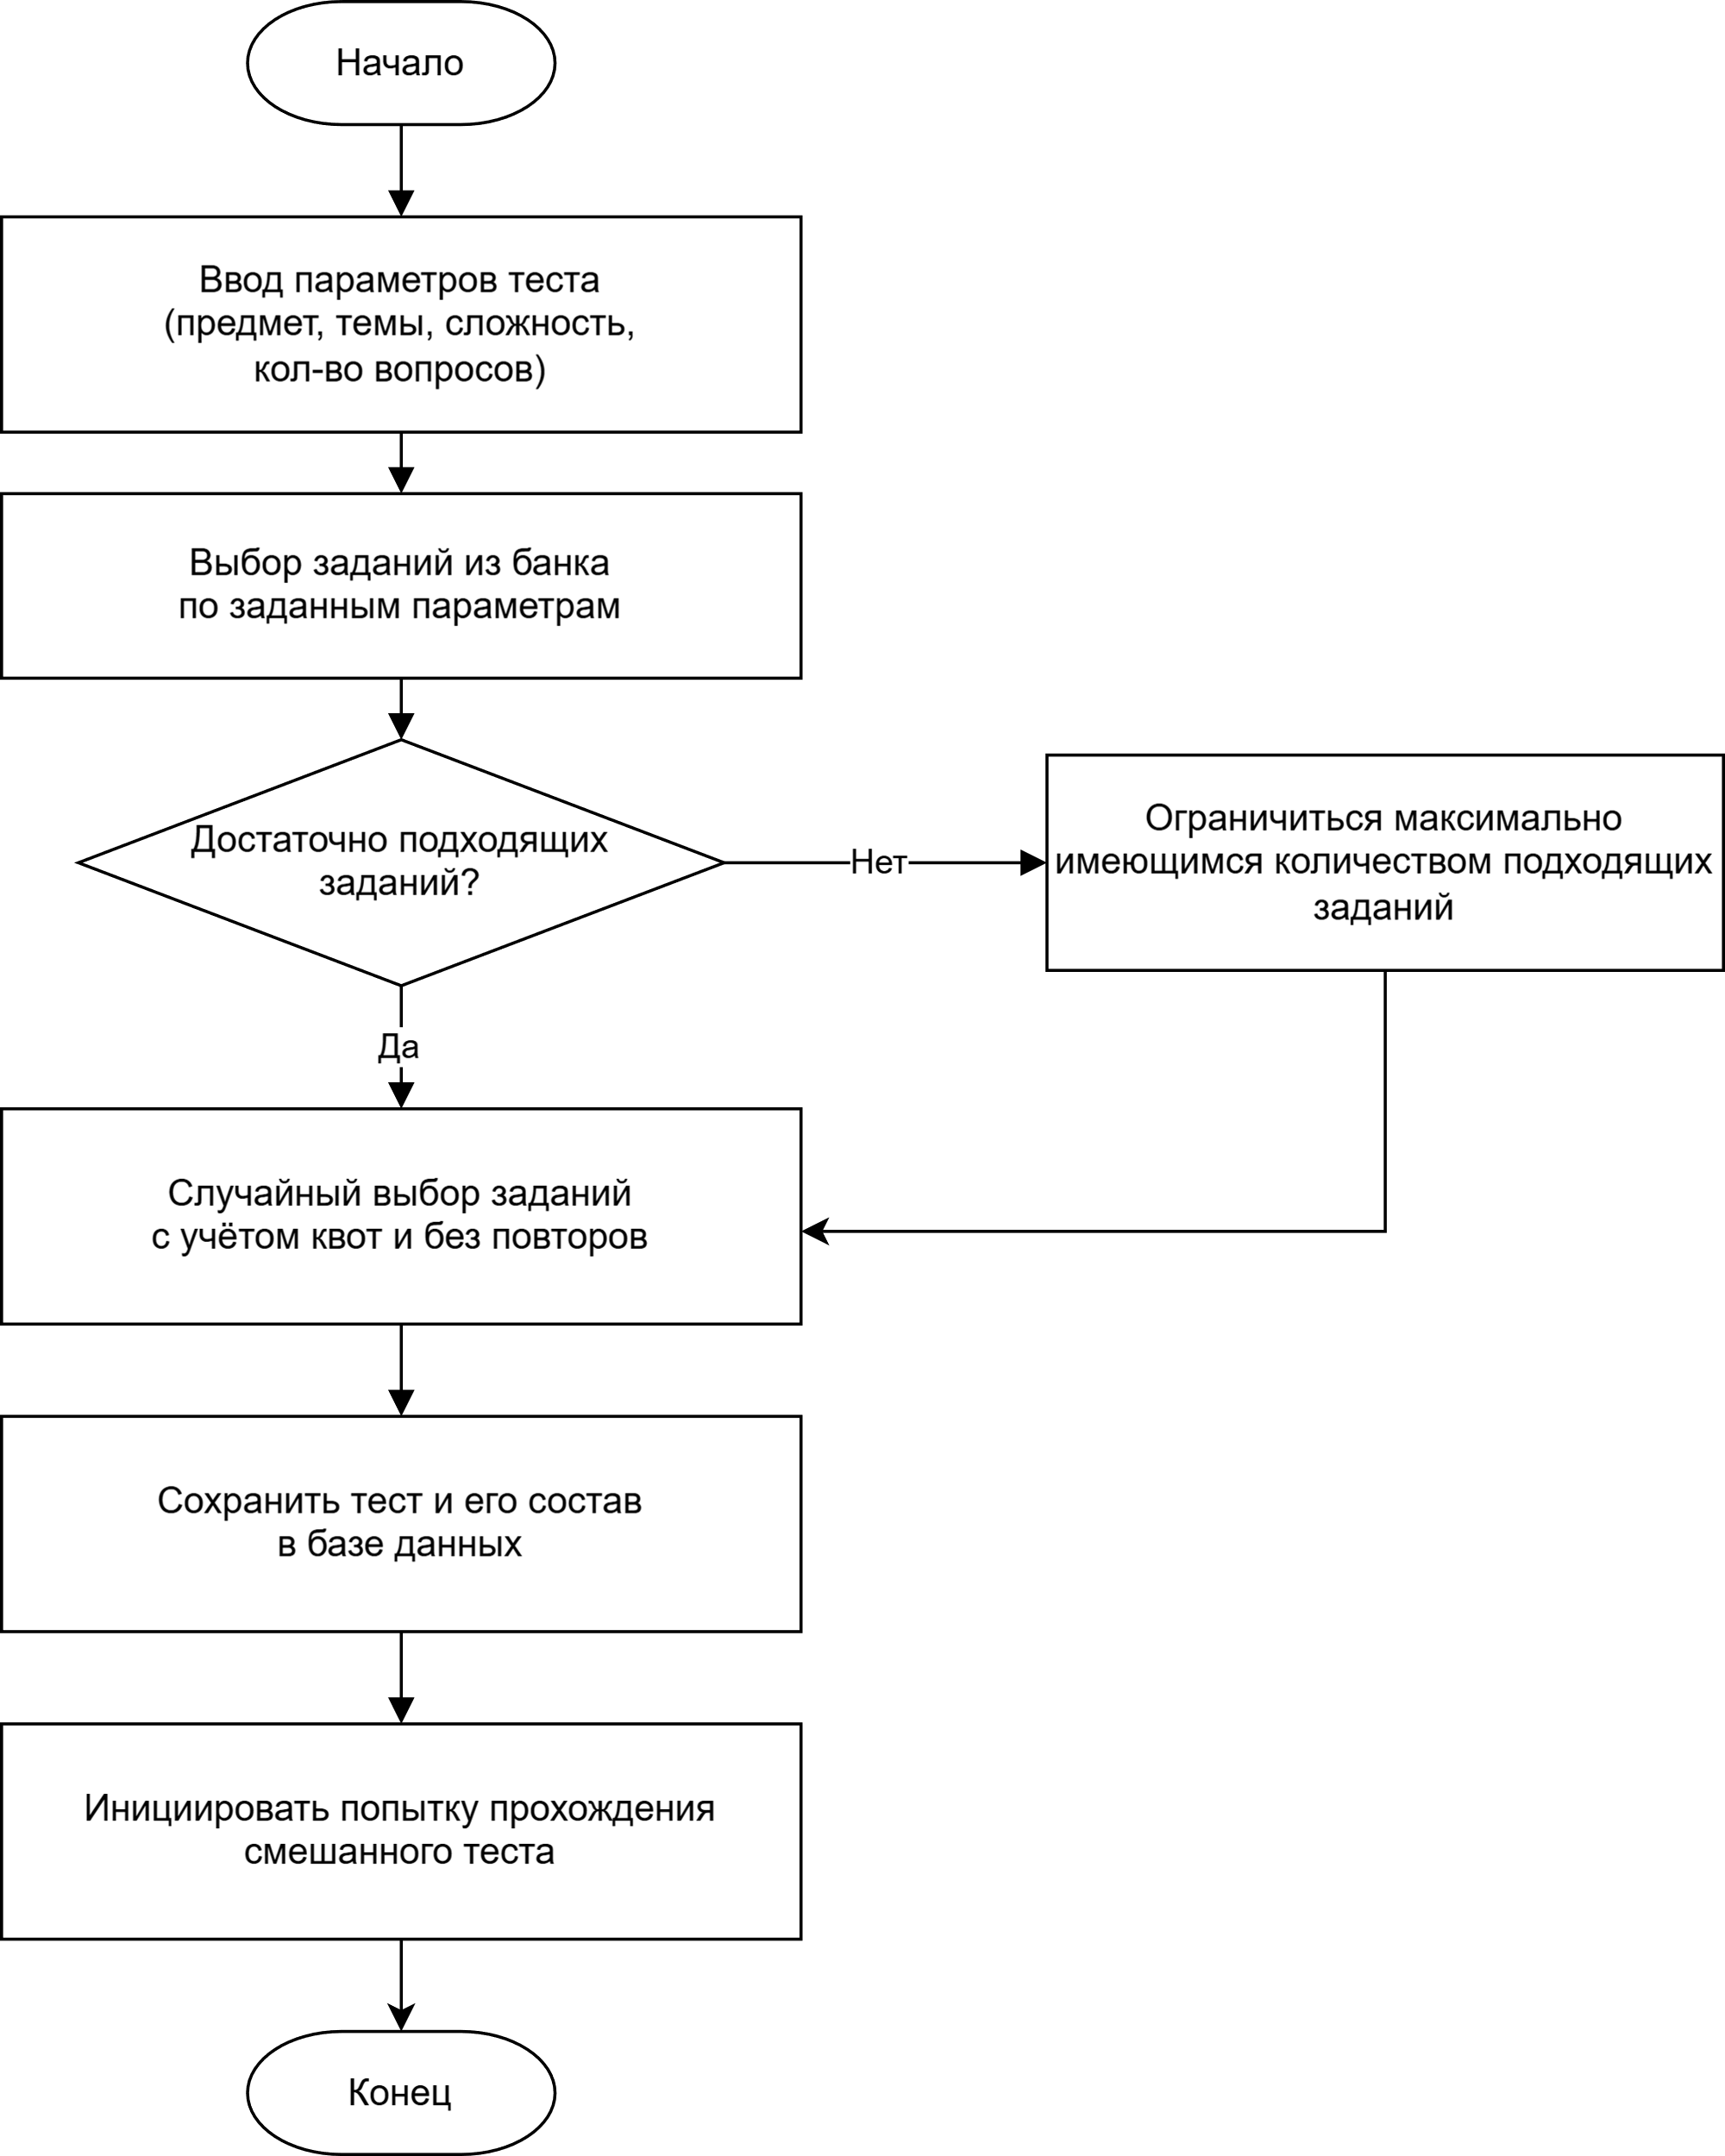 Начало
Ввод параметров теста
(предмет, темы, сложность,
кол-во вопросов)
Выбор заданий из банка
по заданным параметрам
Достаточно подходящих
заданий?
Нет
Ограничиться максимально
имеющимся количеством подходящих
заданий
Да
Случайный выбор заданий
с учётом квот и без повторов
Сохранить тест и его состав
в базе данных
Инициировать попытку прохождения
смешанного теста
Конец